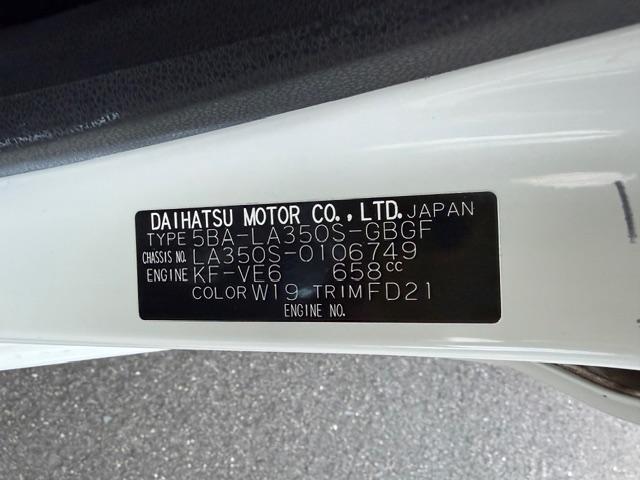 DAIHATSU MOTOR CO., LTD. JAPAN
TYPE 5BA-LA350S-GBGF
CHASSIS NO. LA350S-0106749
ENGINE KF-VE6 658cc
COLOR W19 TRIM FD21
ENGINE NO.